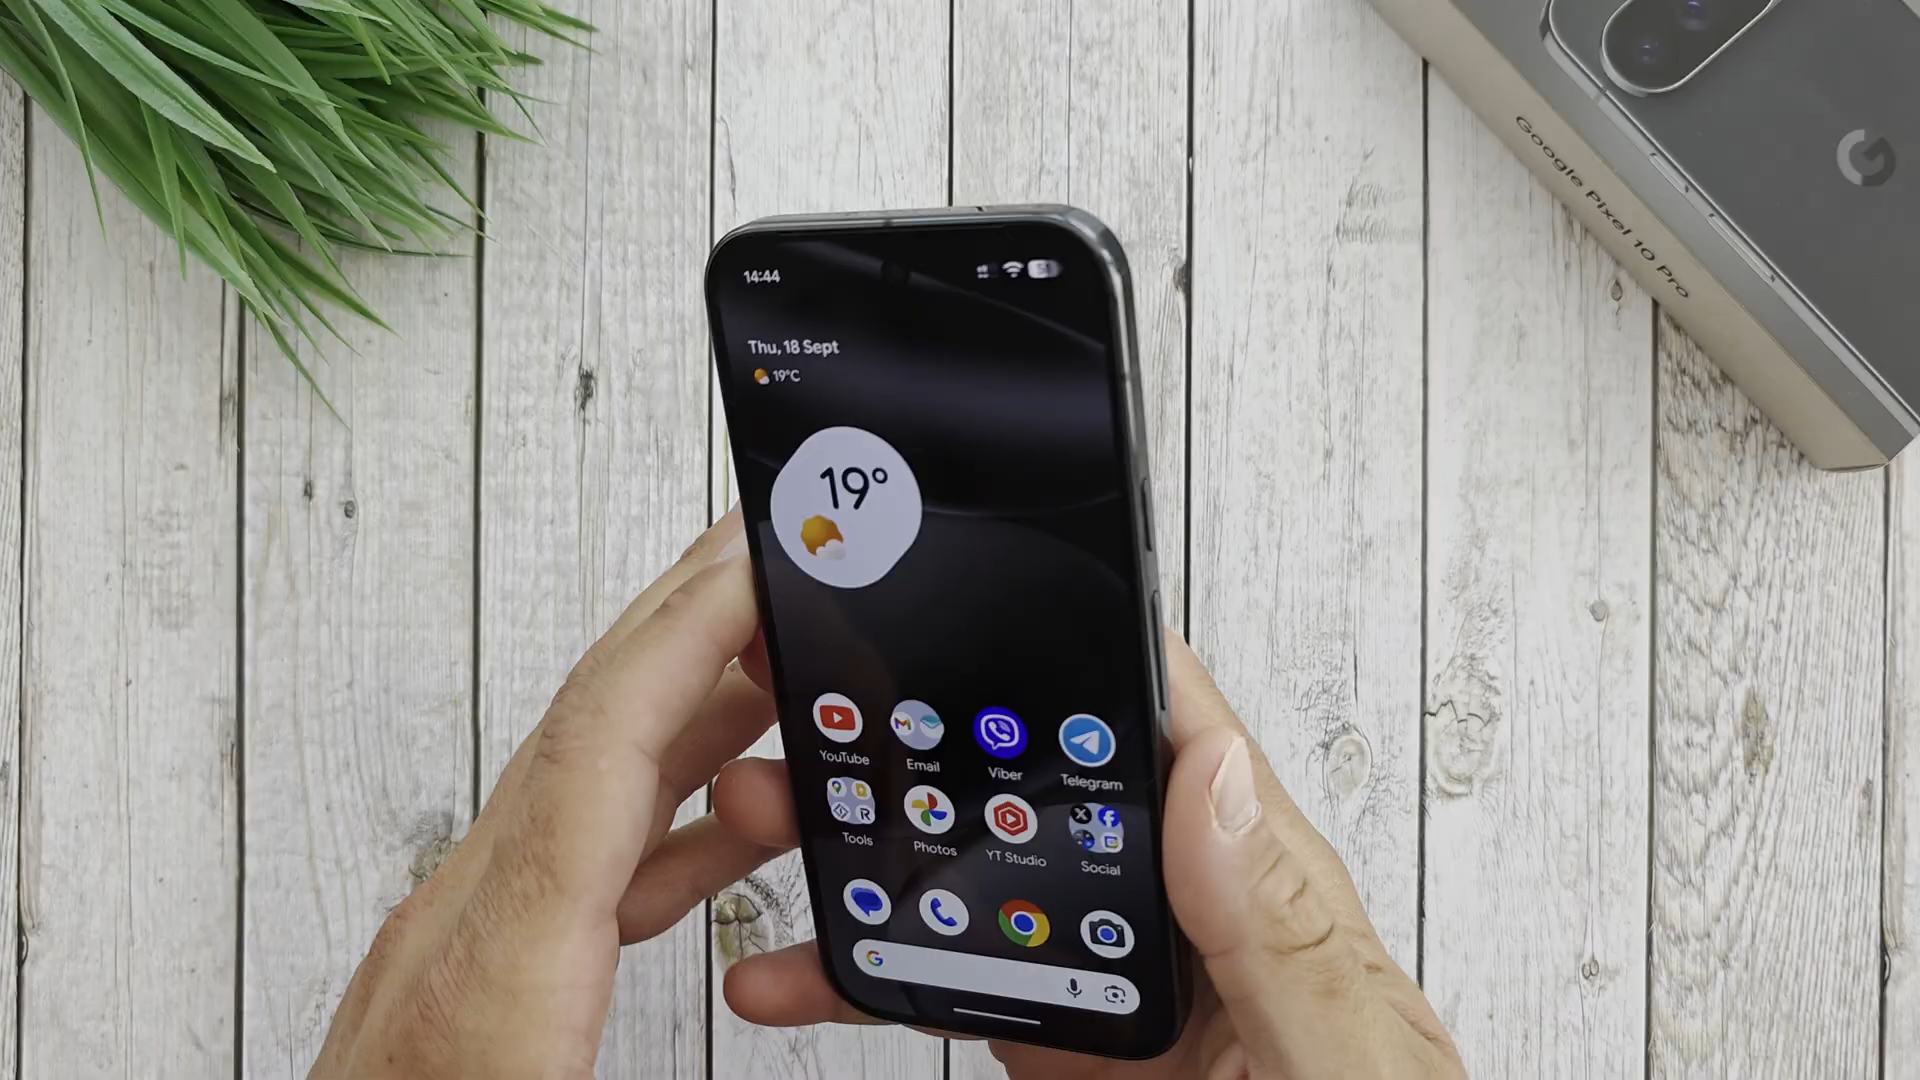 14:44
Thu, 18 Sept
19°C
19°
YouTube
Email
Viber
Telegram
Tools
Photos
YT Studio
Social
Google Pixel 10 Pro